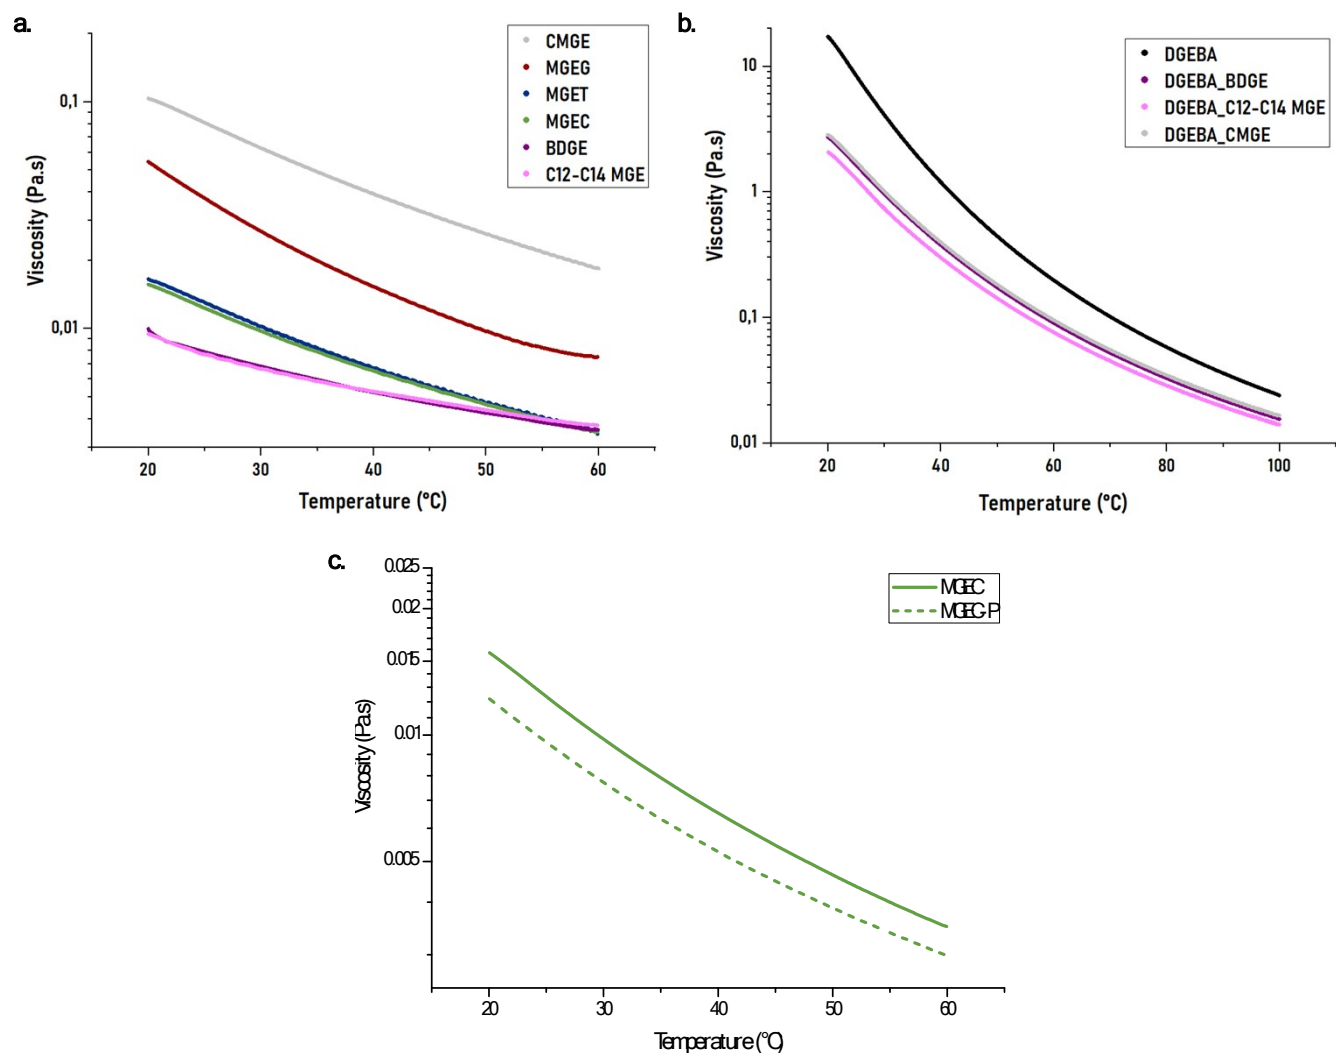 a.
CMGE
MGEG
MGET
MGEC
BDGE
C12-C14 MGE
0,1
0,01
Viscosity (Pa.s)
20 30 40 50 60
Temperature (°C)
b.
DGEBA
DGEBA_BDGE
DGEBA_C12-C14 MGE
DGEBA_CMGE
10
1
0,1
0,01
Viscosity (Pa.s)
20 40 60 80 100
Temperature (°C)
c.
MGEC
MGEC-P
0.025
0.02
0.015
0.01
0.005
Viscosity (Pa.s)
20 30 40 50 60
Temperature (°C)